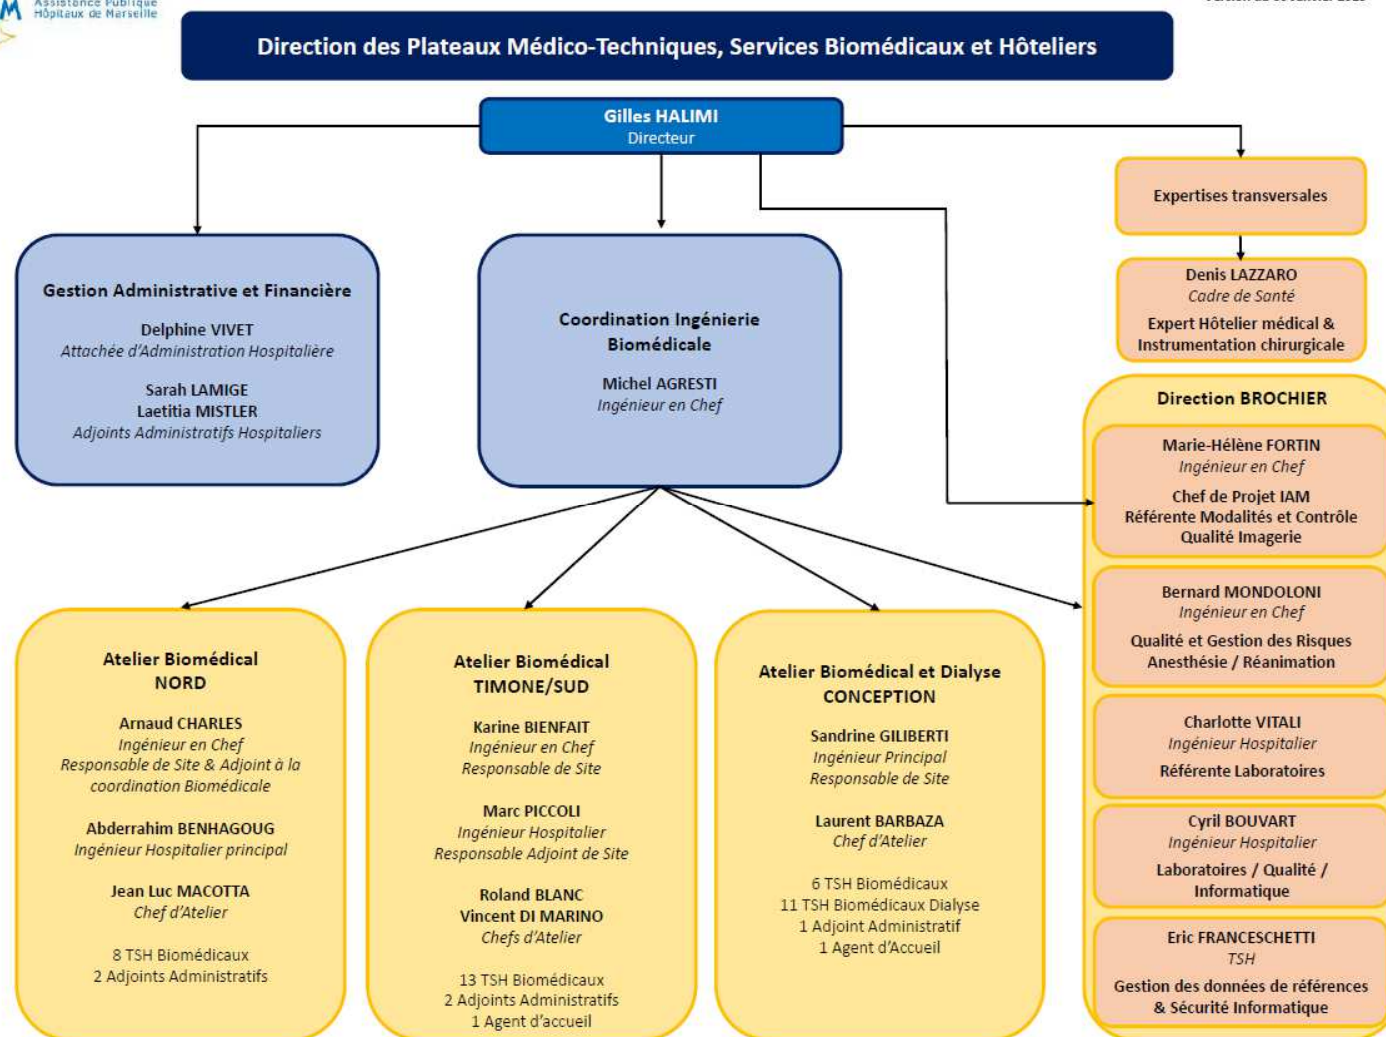 Assistance Publique
Hôpitaux de Marseille
Direction des Plateaux Médico-Techniques, Services Biomédicaux et Hôteliers
Gilles HALIMI
Directeur
Expertises transversales
Denis LAZZARO
Cadre de Santé
Expert Hôtelier médical &
Instrumentation chirurgicale
Gestion Administrative et Financière
Delphine VIVET
Attachée d'Administration Hospitalière
Sarah LAMIGE
Laetitia MISTLER
Adjoints Administratifs Hospitaliers
Coordination Ingénierie
Biomédicale
Michel AGRESTI
Ingénieur en Chef
Direction BROCHIER
Marie-Hélène FORTIN
Ingénieur en Chef
Chef de Projet IAM
Référente Modalités et Contrôle
Qualité Imagerie
Bernard MONDOLONI
Ingénieur en Chef
Qualité et Gestion des Risques
Anesthésie / Réanimation
Charlotte VITALI
Ingénieur Hospitalier
Référente Laboratoires
Cyril BOUVART
Ingénieur Hospitalier
Laboratoires / Qualité /
Informatique
Eric FRANCESCHETTI
TSH
Gestion des données de références
& Sécurité Informatique
Atelier Biomédical
NORD
Arnaud CHARLES
Ingénieur en Chef
Responsable de Site & Adjoint à la
coordination Biomédicale
Abderrahim BENHAGOUG
Ingénieur Hospitalier principal
Jean Luc MACOTTA
Chef d'Atelier
8 TSH Biomédicaux
2 Adjoints Administratifs
Atelier Biomédical
TIMONE/SUD
Karine BIENFAIT
Ingénieur en Chef
Responsable de Site
Marc PICCOLI
Ingénieur Hospitalier
Responsable Adjoint de Site
Roland BLANC
Vincent DI MARINO
Chefs d'Atelier
13 TSH Biomédicaux
2 Adjoints Administratifs
1 Agent d'accueil
Atelier Biomédical et Dialyse
CONCEPTION
Sandrine GILIBERTI
Ingénieur Principal
Responsable de Site
Laurent BARBAZA
Chef d'Atelier
6 TSH Biomédicaux
11 TSH Biomédicaux Dialyse
1 Adjoint Administratif
1 Agent d'Accueil